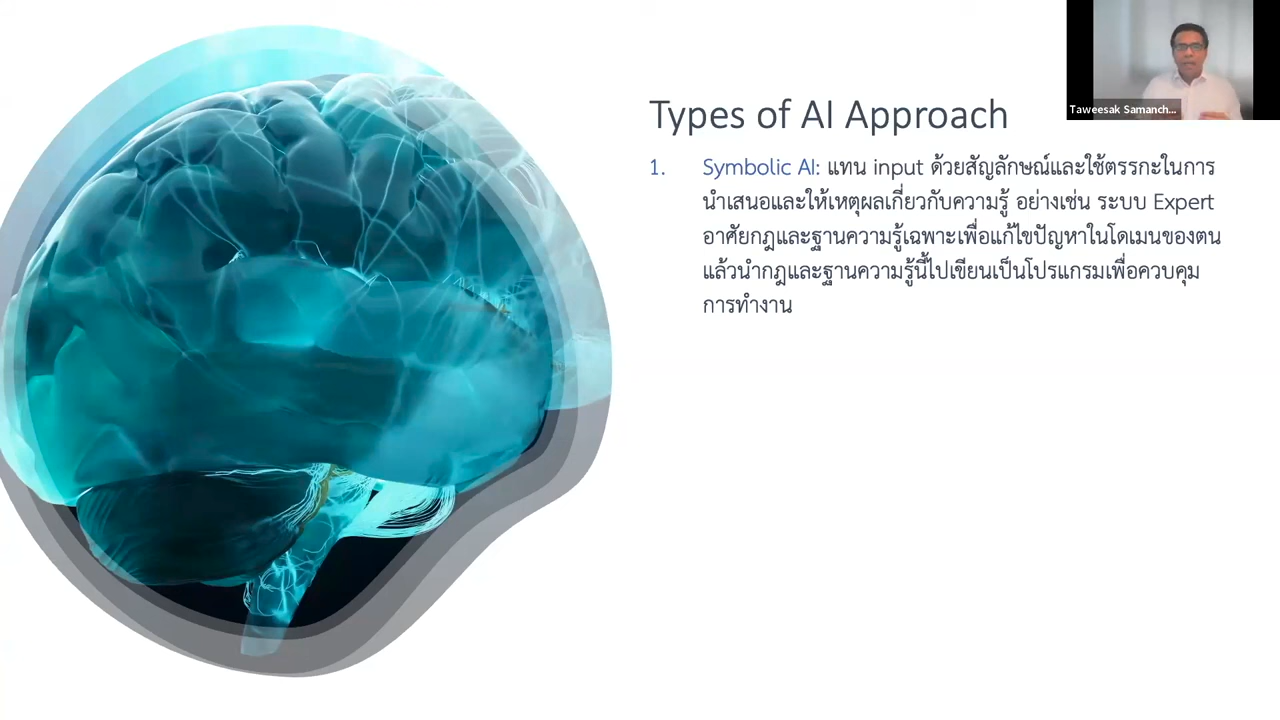 Taweesak Samanch...
Types of AI Approach
1. Symbolic AI: แทน input ด้วยสัญลักษณ์และใช้ตรรกะในการ
นำเสนอและให้เหตุผลเกี่ยวกับความรู้ อย่างเช่น ระบบ Expert
อาศัยกฎและฐานความรู้เฉพาะเพื่อแก้ไขปัญหาในโดเมนของตน
แล้วนำกฎและฐานความรู้นี้ไปเขียนเป็นโปรแกรมเพื่อควบคุม
การทำงาน